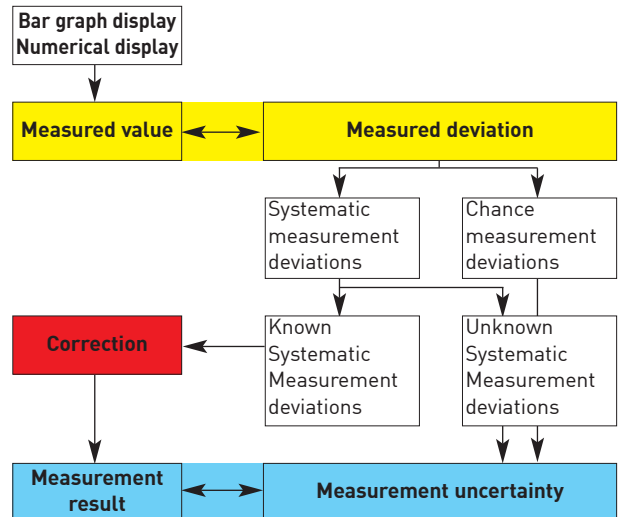 Bar graph display
Numerical display
Measured value
Measured deviation
Systematic
measurement
deviations
Chance
measurement
deviations
Correction
Known
Systematic
Measurement
deviations
Unknown
Systematic
Measurement
deviations
Measurement
result
Measurement uncertainty